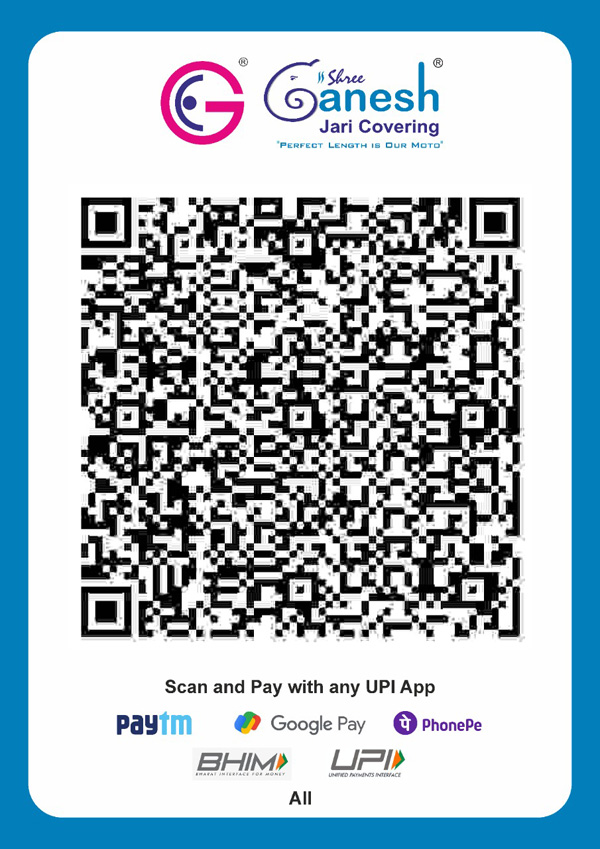 Shree
Ganesh
Jari Covering
"PERFECT LENGTH IS OUR MOTO"
Scan and Pay with any UPI App
paytm Google Pay PhonePe
BHIM UPI
BHARAT INTERFACE FOR MONEY UNIFIED PAYMENTS INTERFACE
All